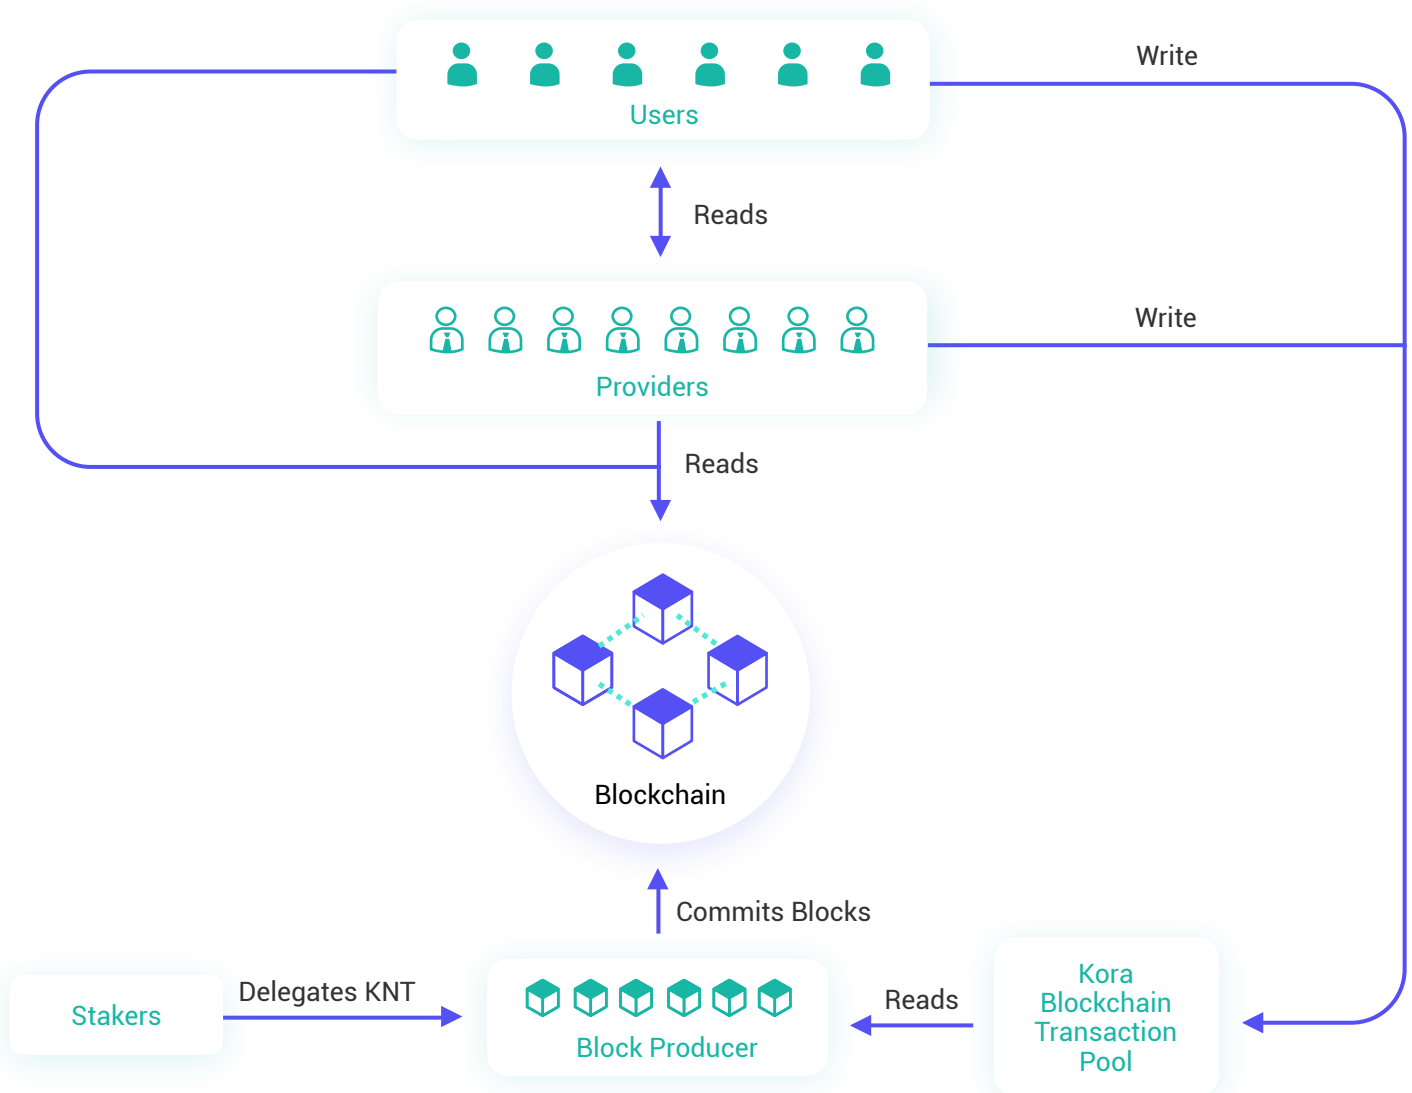 Write
Users
Reads
Write
Providers
Reads
Blockchain
Commits Blocks
Stakers
Delegates KNT
Block Producer
Reads
Kora
Blockchain
Transaction
Pool